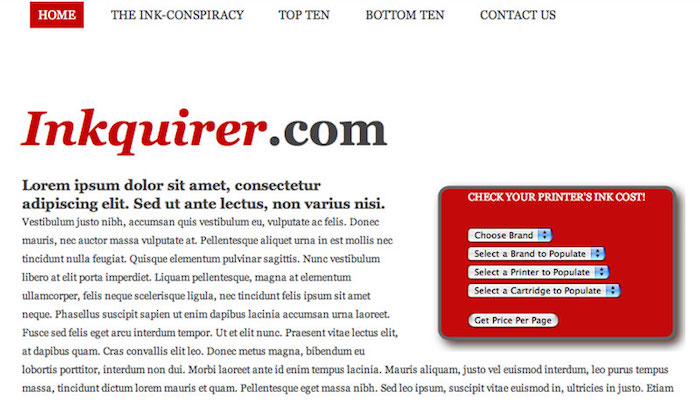 HOME THE INK-CONSPIRACY TOP TEN BOTTOM TEN CONTACT US
Inkquirer.com
Lorem ipsum dolor sit amet, consectetur
adipiscing elit. Sed ut ante lectus, non varius nisi.
Vestibulum justo nibh, accumsan quis vestibulum eu, vulputate ac felis. Donec
mauris, nec auctor massa vulputate at. Pellentesque aliquet urna in est mollis nec
tincidunt nulla feugiat. Quisque elementum pulvinar sagittis. Nunc vestibulum
libero at elit porta imperdiet. Liquam pellentesque, magna at elementum
ullamcorper, felis neque scelerisque ligula, nec tincidunt felis ipsum sit amet
neque. Phasellus suscipit sapien ut enim dapibus lacinia accumsan urna laoreet.
Fusce sed felis eget arcu interdum tempor. Ut et elit nunc. Praesent vitae lectus elit,
at dapibus quam. Cras convallis elit leo. Donec metus magna, bibendum eu
lobortis porttitor, interdum non dui. Morbi laoreet ante id enim tempus lacinia. Mauris aliquam, justo vel euismod interdum, leo purus tempus
massa, tincidunt dictum lorem mauris et quam. Pellentesque eget massa nibh. Sed leo ipsum, suscipit vitae euismod in, ultricies in justo. Etiam
CHECK YOUR PRINTER'S INK COST!
Choose Brand
Select a Brand to Populate
Select a Printer to Populate
Select a Cartridge to Populate
Get Price Per Page